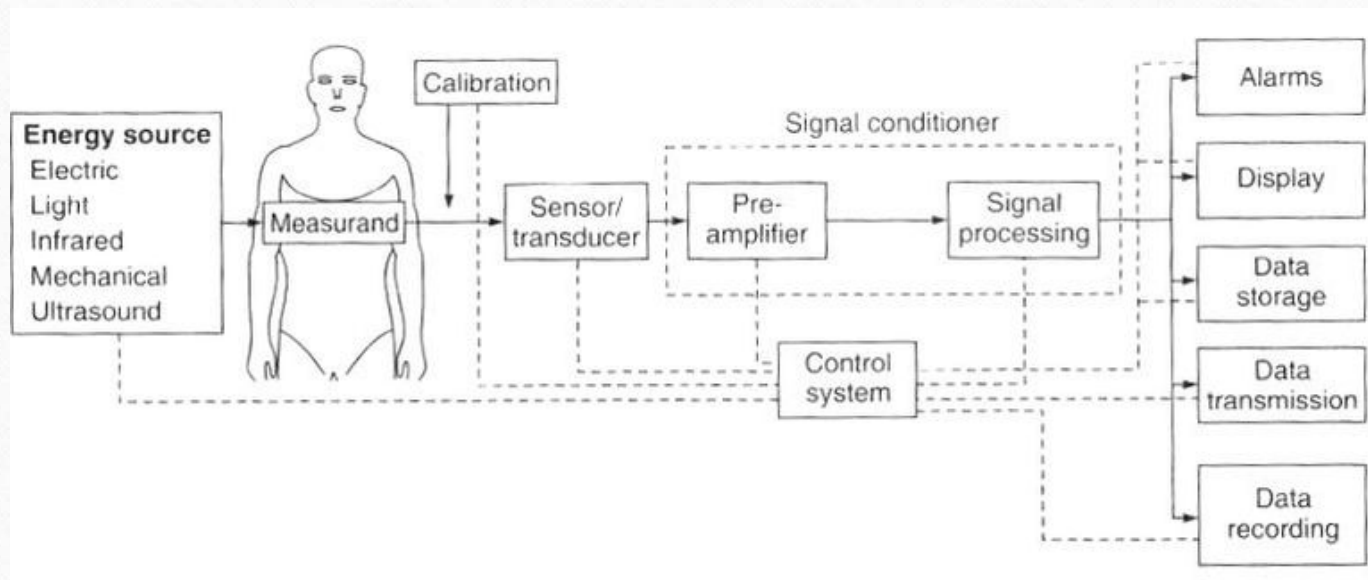 Energy source
Electric
Light
Infrared
Mechanical
Ultrasound
Measurand
Calibration
Sensor/
transducer
Signal conditioner
Pre-
amplifier
Signal
processing
Control
system
Alarms
Display
Data
storage
Data
transmission
Data
recording